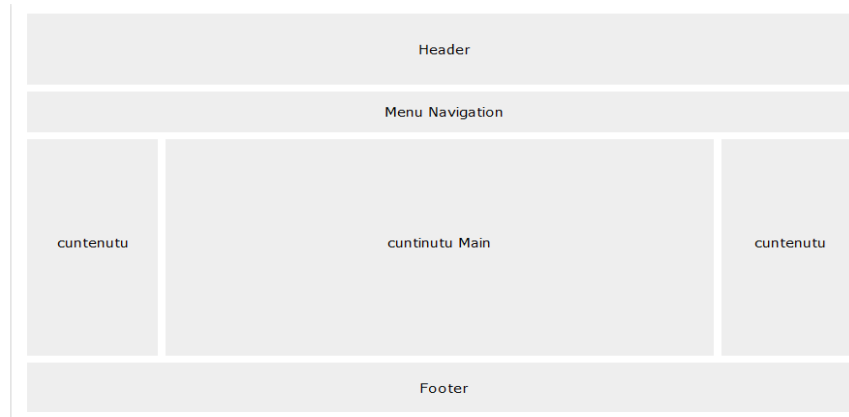 Header
Menu Navigation
cuntenutu
cuntinutu Main
cuntenutu
Footer